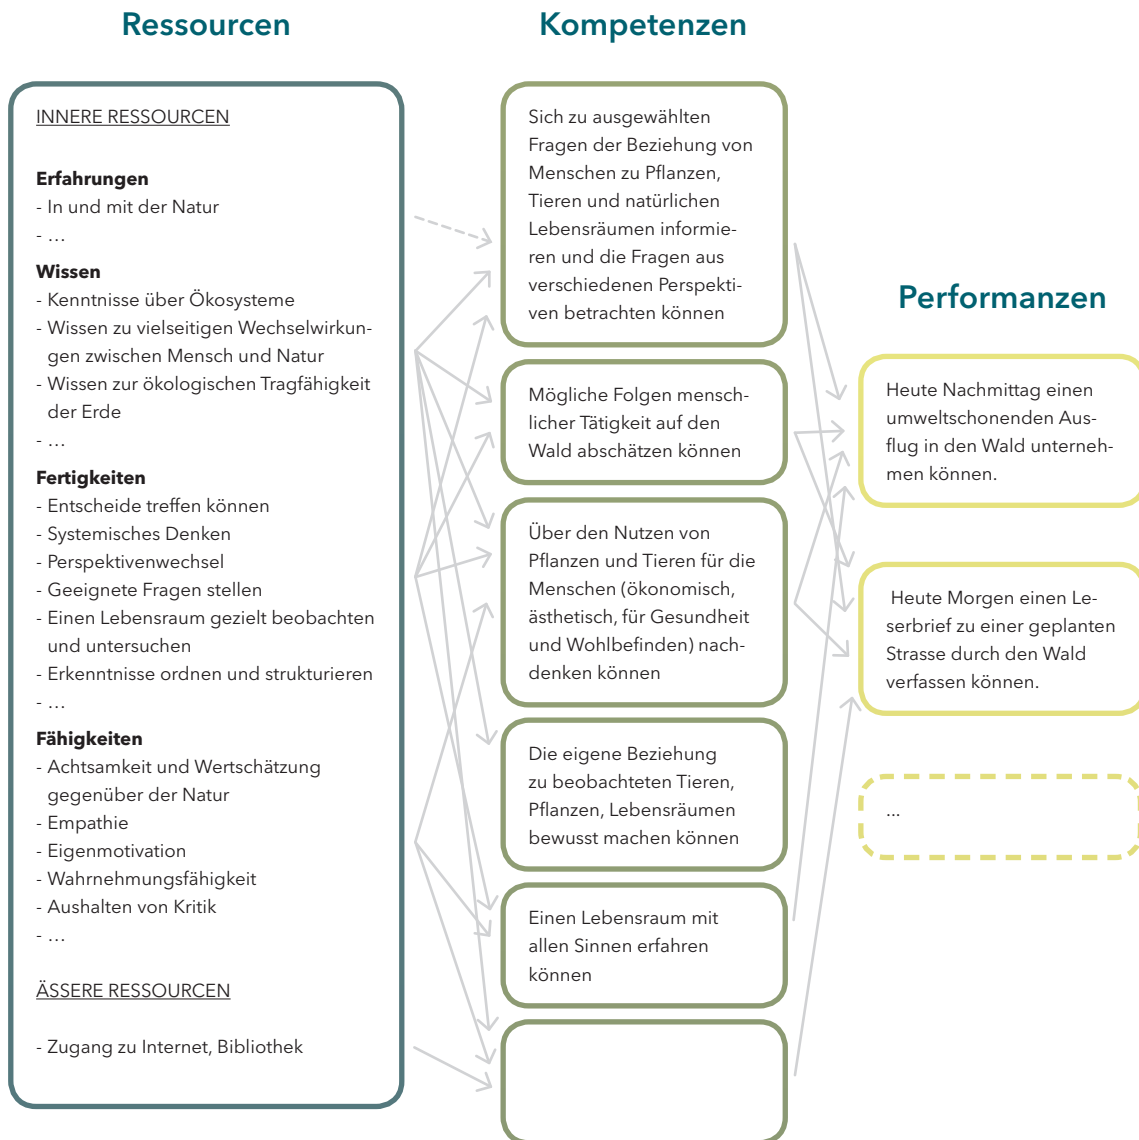 Ressourcen
INNERE RESSOURCEN
Erfahrungen
- In und mit der Natur
- …
Wissen
- Kenntnisse über Ökosysteme
- Wissen zu vielseitigen Wechselwirkun-
gen zwischen Mensch und Natur
- Wissen zur ökologischen Tragfähigkeit
der Erde
- …
Fertigkeiten
- Entscheide treffen können
- Systemisches Denken
- Perspektivenwechsel
- Geeignete Fragen stellen
- Einen Lebensraum gezielt beobachten
und untersuchen
- Erkenntnisse ordnen und strukturieren
- …
Fähigkeiten
- Achtsamkeit und Wertschätzung
gegenüber der Natur
- Empathie
- Eigenmotivation
- Wahrnehmungsfähigkeit
- Aushalten von Kritik
- …
ÄSSERE RESSOURCEN
- Zugang zu Internet, Bibliothek
Kompetenzen
Sich zu ausgewählten
Fragen der Beziehung von
Menschen zu Pflanzen,
Tieren und natürlichen
Lebensräumen informie-
ren und die Fragen aus
verschiedenen Perspekti-
ven betrachten können
Mögliche Folgen mensch-
licher Tätigkeit auf den
Wald abschätzen können
Über den Nutzen von
Pflanzen und Tieren für die
Menschen (ökonomisch,
ästhetisch, für Gesundheit
und Wohlbefinden) nach-
denken können
Die eigene Beziehung
zu beobachteten Tieren,
Pflanzen, Lebensräumen
bewusst machen können
Einen Lebensraum mit
allen Sinnen erfahren
können
Performanzen
Heute Nachmittag einen
umweltschonenden Aus-
flug in den Wald unterneh-
men können.
Heute Morgen einen Le-
serbrief zu einer geplanten
Strasse durch den Wald
verfassen können.
...